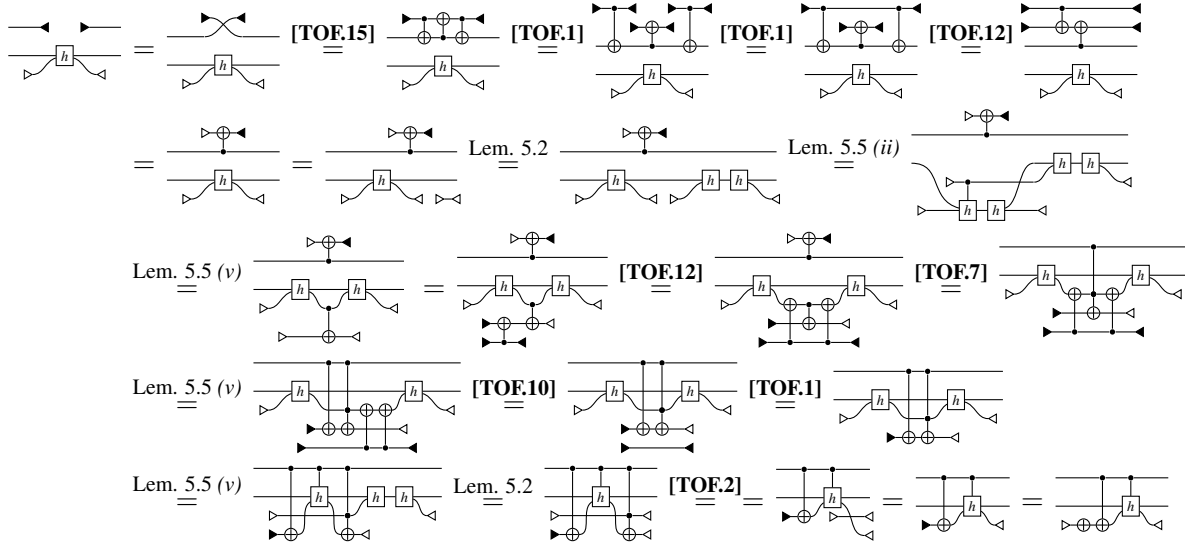 h = h [TOF.15] = h [TOF.1] = h [TOF.1] = h [TOF.12] = h
= h = h Lem. 5.2 = h h h Lem. 5.5 (ii) = h h h h
Lem. 5.5 (v) = h h = h h [TOF.12] = h h [TOF.7] = h h
Lem. 5.5 (v) = h h [TOF.10] = h h [TOF.1] = h h
Lem. 5.5 (v) = h h h Lem. 5.2 = h [TOF.2] = = h = h = h